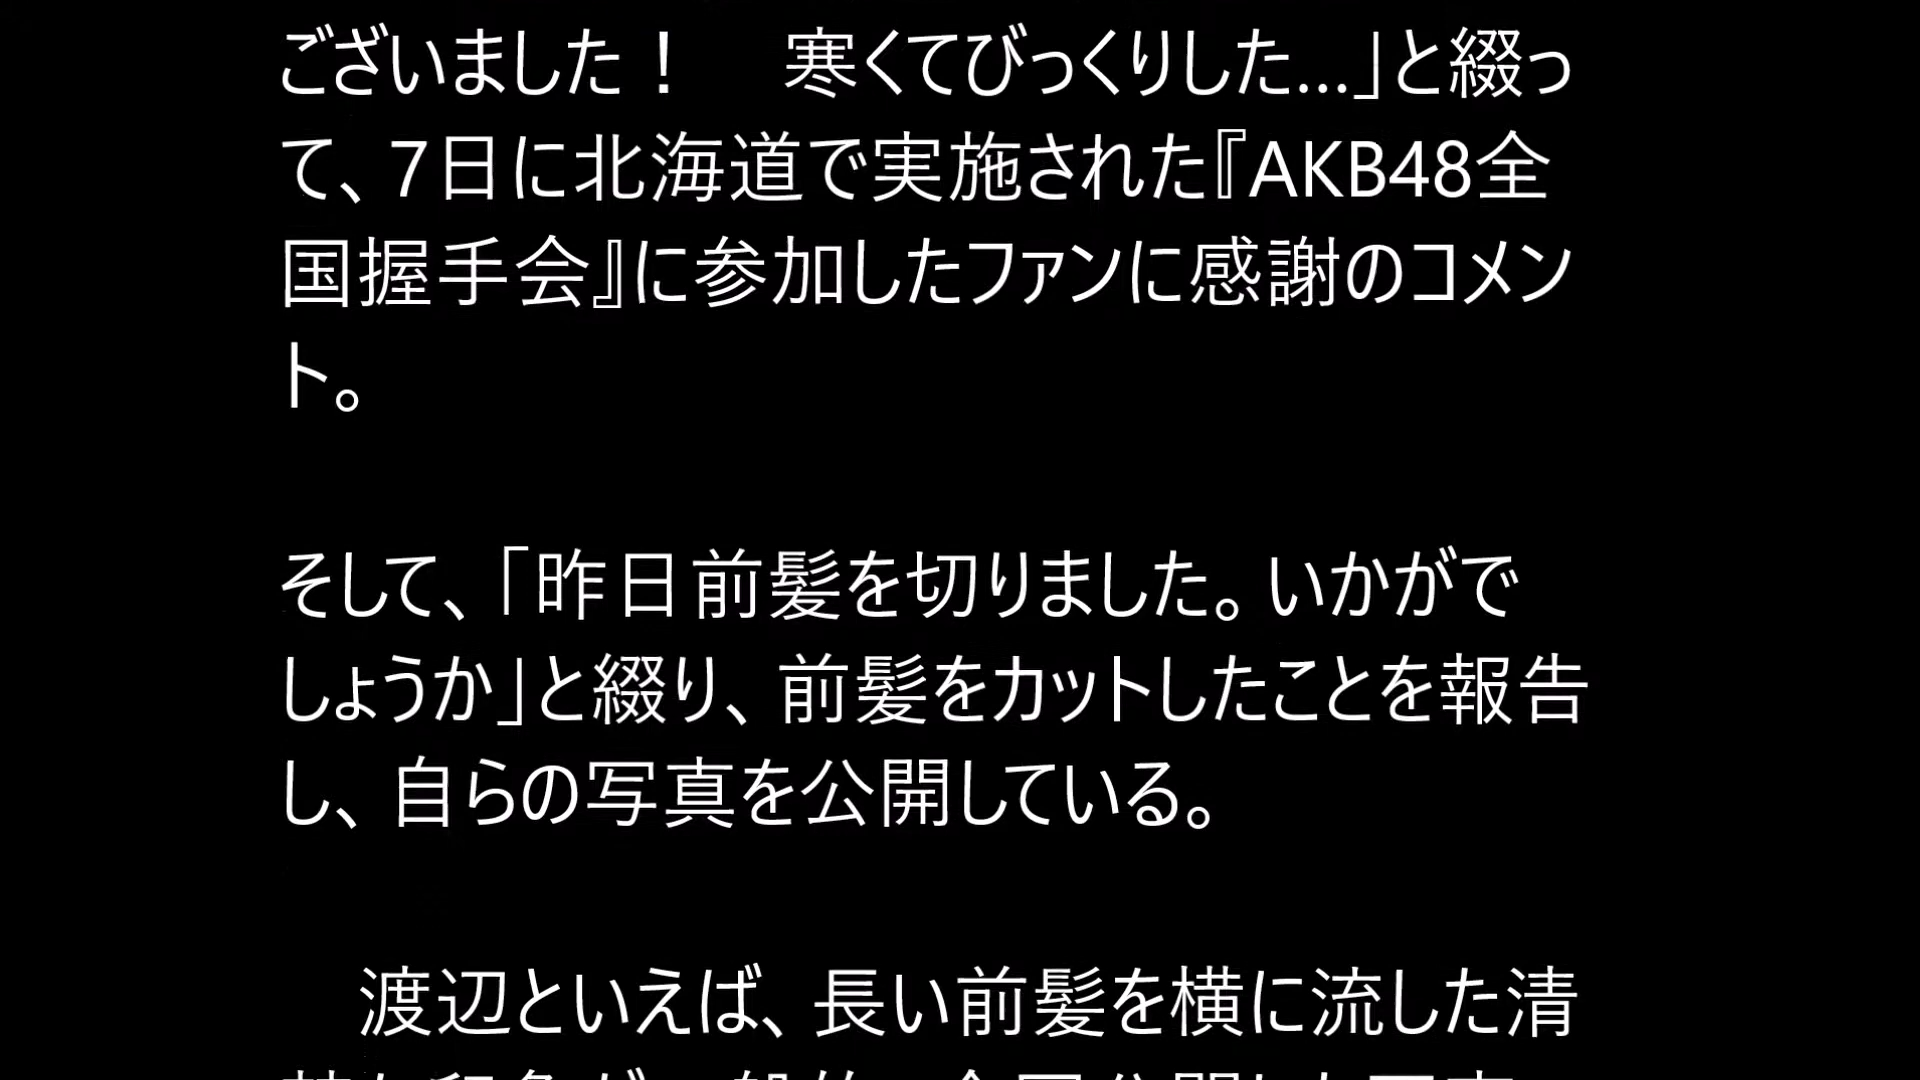 ございました！　寒くてびっくりした…」と綴っ
て、7日に北海道で実施された『AKB48全
国握手会』に参加したファンに感謝のコメン
ト。
そして、「昨日前髪を切りました。いかがで
しょうか」と綴り、前髪をカットしたことを報告
し、自らの写真を公開している。
　渡辺といえば、長い前髪を横に流した清